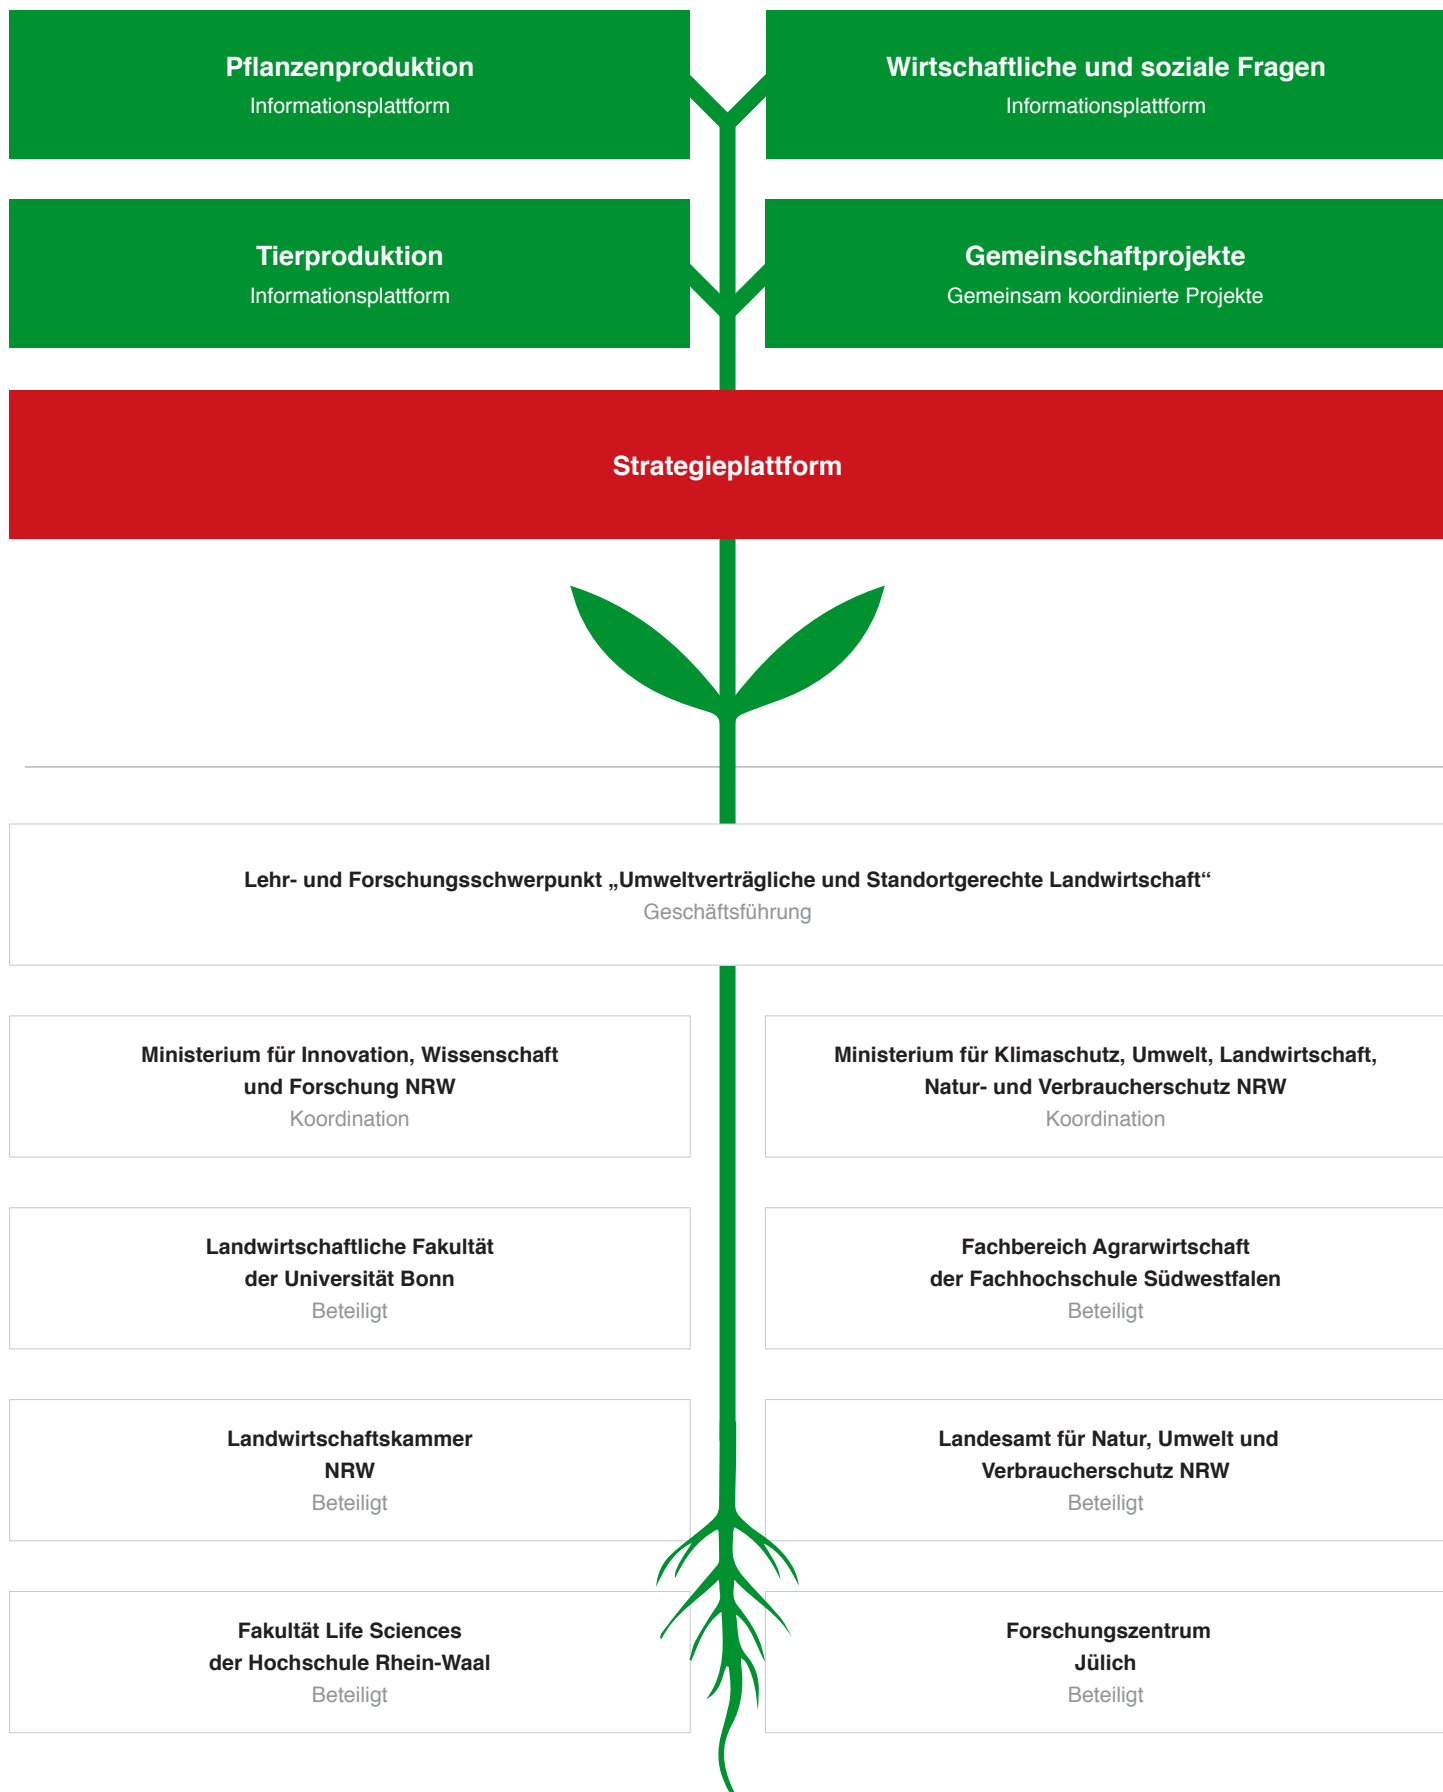 Pflanzenproduktion
Informationsplattform
Wirtschaftliche und soziale Fragen
Informationsplattform
Tierproduktion
Informationsplattform
Gemeinschaftprojekte
Gemeinsam koordinierte Projekte
Strategieplattform
Lehr- und Forschungsschwerpunkt „Umweltverträgliche und Standortgerechte Landwirtschaft“
Geschäftsführung
Ministerium für Innovation, Wissenschaft
und Forschung NRW
Koordination
Ministerium für Klimaschutz, Umwelt, Landwirtschaft,
Natur- und Verbraucherschutz NRW
Koordination
Landwirtschaftliche Fakultät
der Universität Bonn
Beteiligt
Fachbereich Agrarwirtschaft
der Fachhochschule Südwestfalen
Beteiligt
Landwirtschaftskammer
NRW
Beteiligt
Landesamt für Natur, Umwelt und
Verbraucherschutz NRW
Beteiligt
Fakultät Life Sciences
der Hochschule Rhein-Waal
Beteiligt
Forschungszentrum
Jülich
Beteiligt